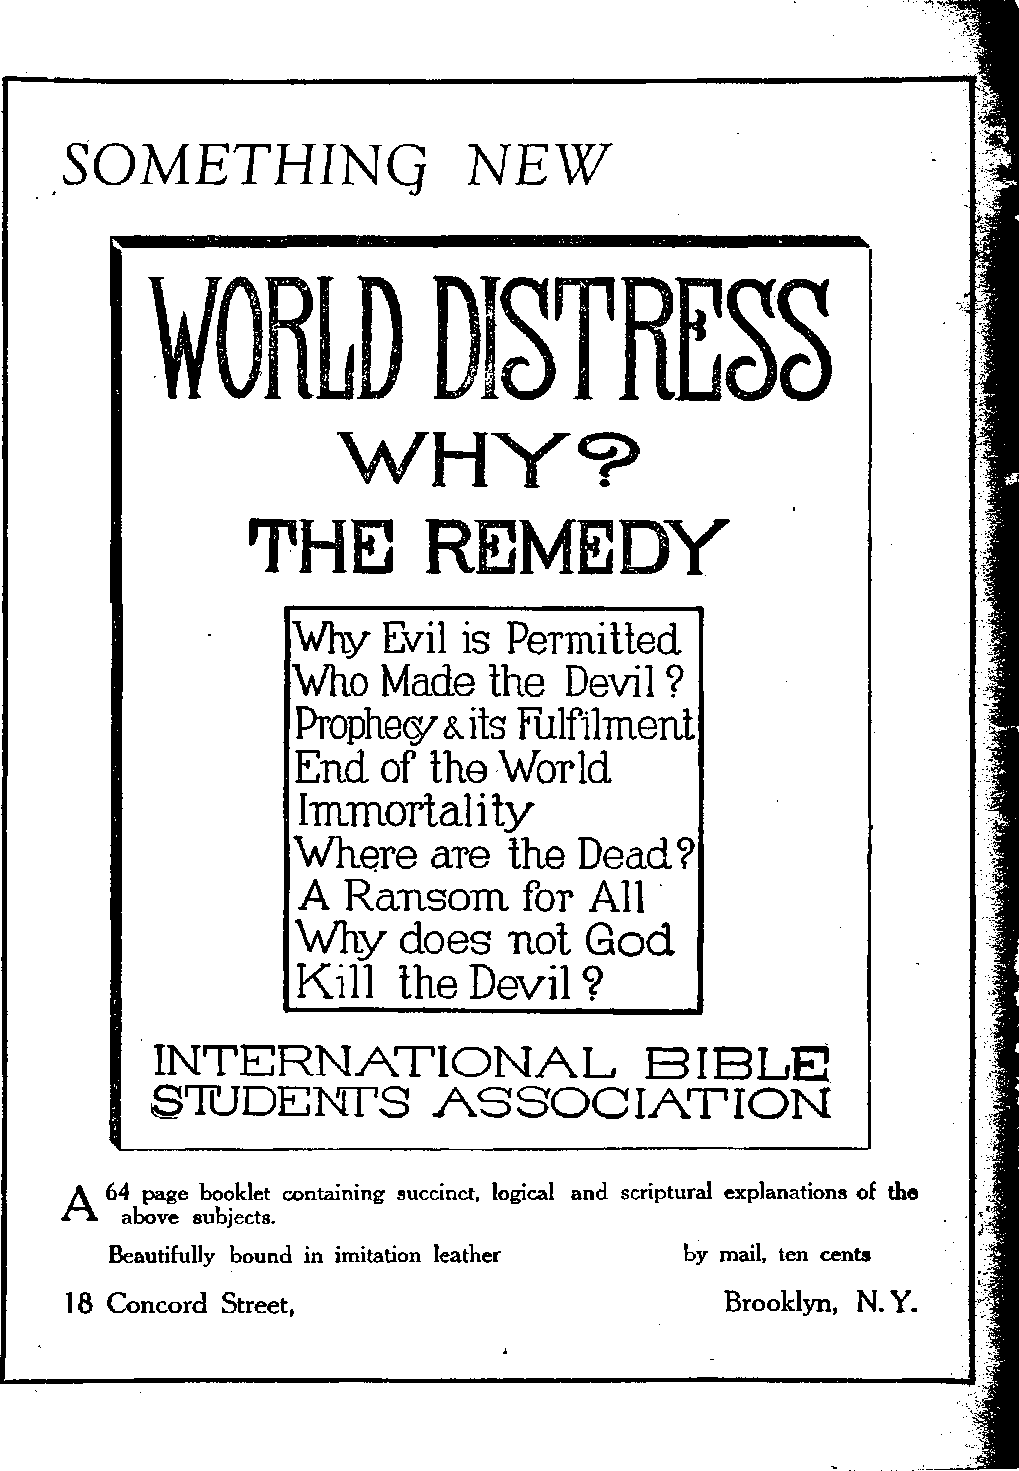 SOMETHING NEW
WORLD DISTRESS
WHY?
THE REMEDY
Why Evil is Permitted
Who Made the Devil?
Prophecy & its Fulfilment
End of the World
Immortality
Where are the Dead?
A Ransom for All
Why does not God
Kill the Devil?
INTERNATIONAL BIBLE
STUDENTS ASSOCIATION
A 64 page booklet containing succinct, logical and scriptural explanations of the
above subjects.
Beautifully bound in imitation leather by mail, ten cents
18 Concord Street, Brooklyn, N.Y.